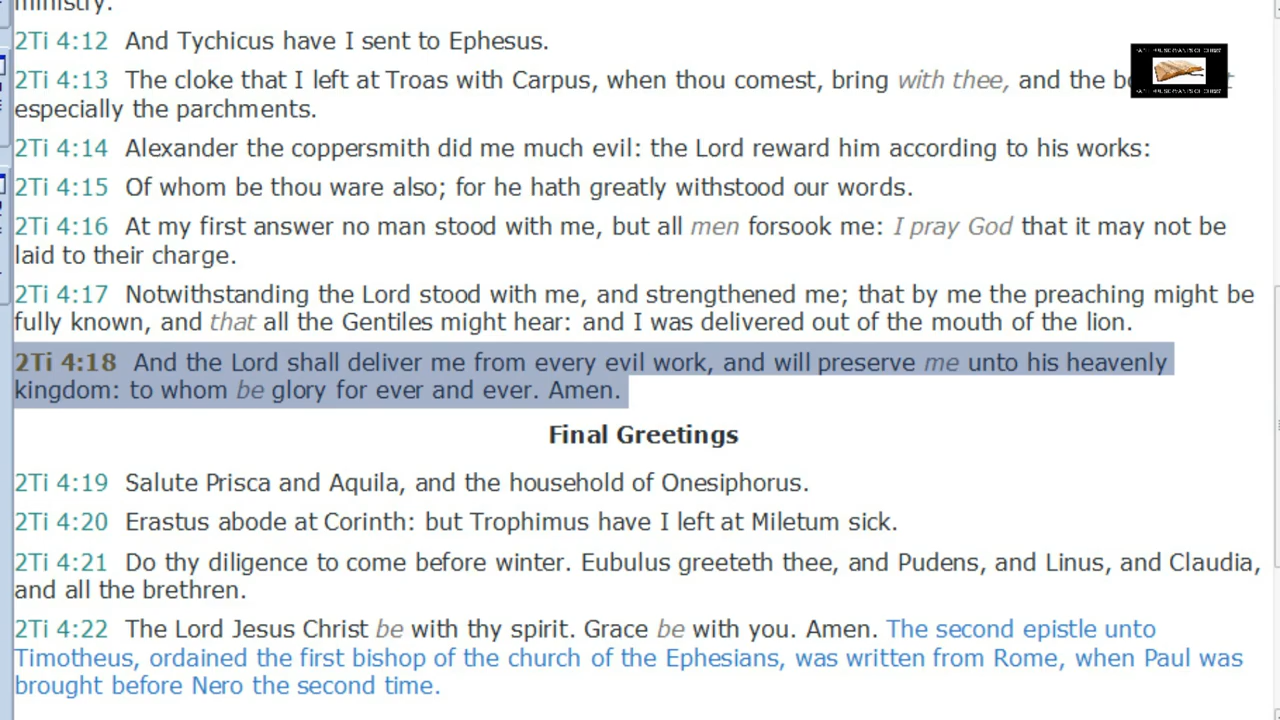 ministry.
2Ti 4:12 And Tychicus have I sent to Ephesus.
2Ti 4:13 The cloke that I left at Troas with Carpus, when thou comest, bring with thee, and the
especially the parchments.
2Ti 4:14 Alexander the coppersmith did me much evil: the Lord reward him according to his works:
2Ti 4:15 Of whom be thou ware also; for he hath greatly withstood our words.
2Ti 4:16 At my first answer no man stood with me, but all men forsook me: I pray God that it may not be
laid to their charge.
2Ti 4:17 Notwithstanding the Lord stood with me, and strengthened me; that by me the preaching might be
fully known, and that all the Gentiles might hear: and I was delivered out of the mouth of the lion.
2Ti 4:18 And the Lord shall deliver me from every evil work, and will preserve me unto his heavenly
kingdom: to whom be glory for ever and ever. Amen.
Final Greetings
2Ti 4:19 Salute Prisca and Aquila, and the household of Onesiphorus.
2Ti 4:20 Erastus abode at Corinth: but Trophimus have I left at Miletum sick.
2Ti 4:21 Do thy diligence to come before winter. Eubulus greeteth thee, and Pudens, and Linus, and Claudia,
and all the brethren.
2Ti 4:22 The Lord Jesus Christ be with thy spirit. Grace be with you. Amen. The second epistle unto
Timotheus, ordained the first bishop of the church of the Ephesians, was written from Rome, when Paul was
brought before Nero the second time.